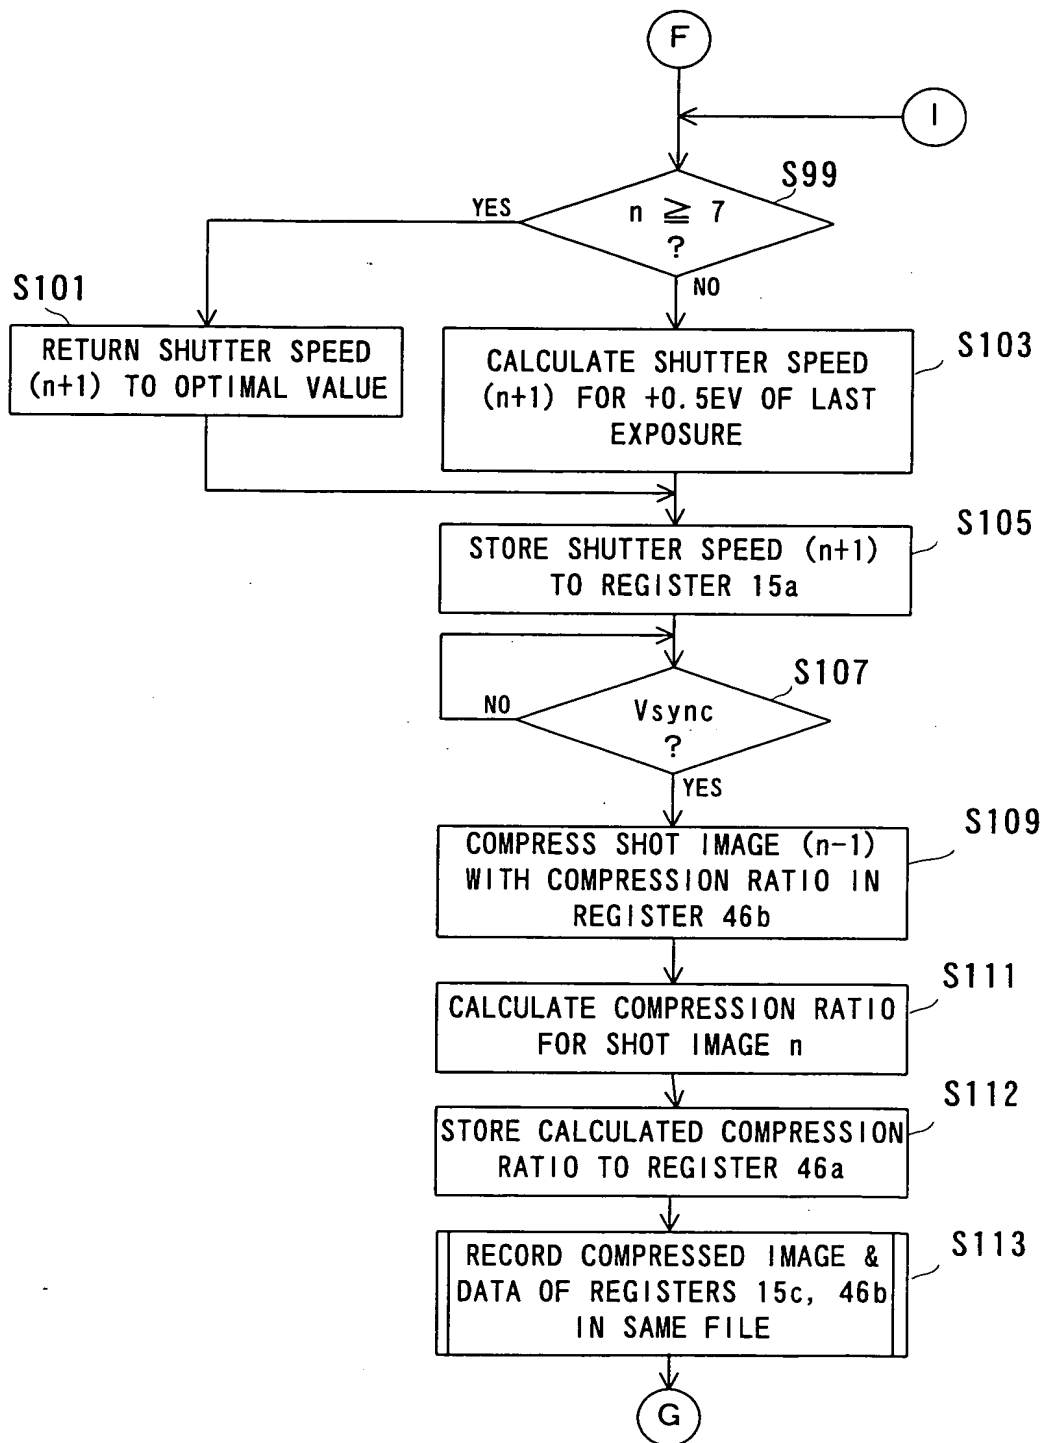 F
I
S99
n ≧ 7
?
YES
NO
S101
RETURN SHUTTER SPEED
(n+1) TO OPTIMAL VALUE
S103
CALCULATE SHUTTER SPEED
(n+1) FOR +0.5EV OF LAST
EXPOSURE
S105
STORE SHUTTER SPEED (n+1)
TO REGISTER 15a
S107
Vsync
?
NO
YES
S109
COMPRESS SHOT IMAGE (n-1)
WITH COMPRESSION RATIO IN
REGISTER 46b
S111
CALCULATE COMPRESSION RATIO
FOR SHOT IMAGE n
S112
STORE CALCULATED COMPRESSION
RATIO TO REGISTER 46a
S113
RECORD COMPRESSED IMAGE &
DATA OF REGISTERS 15c, 46b
IN SAME FILE
G